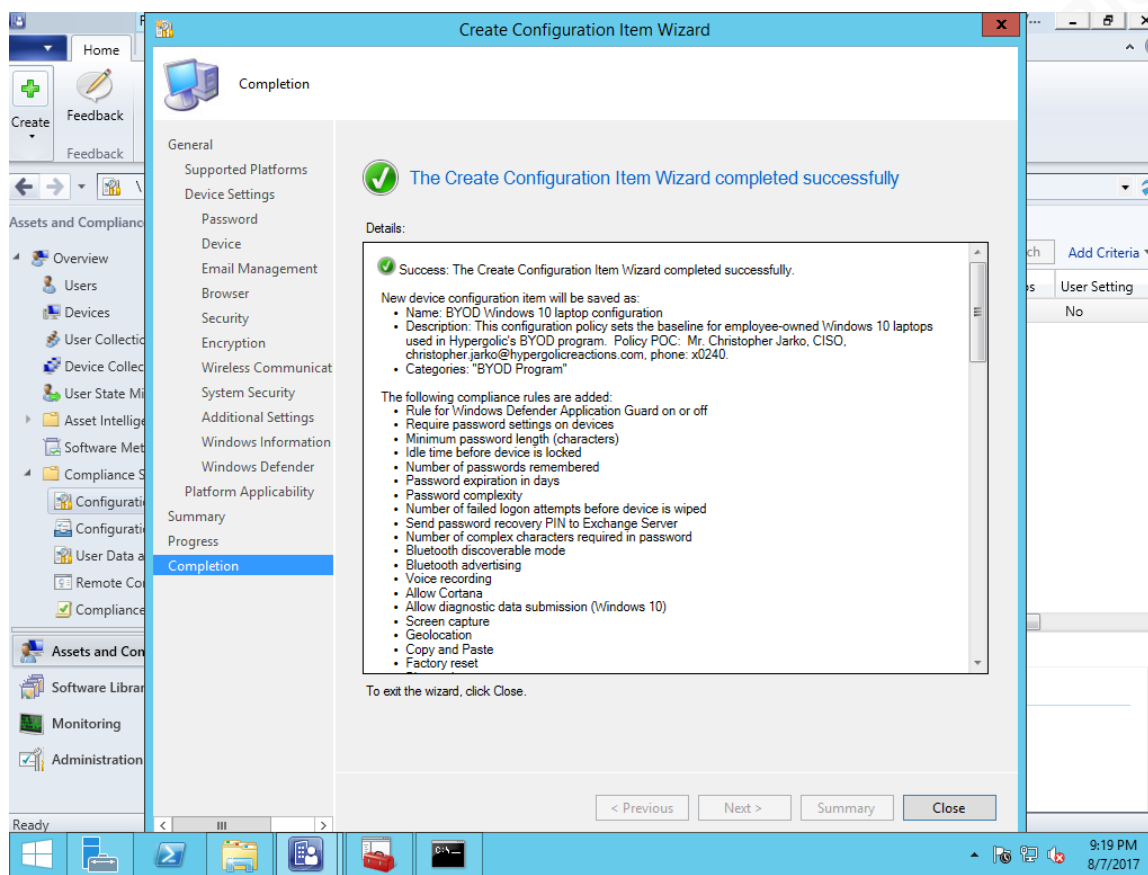 Create Configuration Item Wizard
x
Home
Create
Feedback
Feedback
Assets and Complianc
Overview
Users
Devices
User Collectic
Device Collec
User State Mi
Asset Intellige
Software Met
Compliance S
Configurati
Configurati
User Data a
Remote Cor
Compliance
Assets and Con
Software Librar
Monitoring
Administration
Ready
Completion
General
Supported Platforms
Device Settings
Password
Device
Email Management
Browser
Security
Encryption
Wireless Communicat
System Security
Additional Settings
Windows Information
Windows Defender
Platform Applicability
Summary
Progress
Completion
The Create Configuration Item Wizard completed successfully
Details:
Success: The Create Configuration Item Wizard completed successfully.
New device configuration item will be saved as:
• Name: BYOD Windows 10 laptop configuration
• Description: This configuration policy sets the baseline for employee-owned Windows 10 laptops
used in Hypergolic's BYOD program. Policy POC: Mr. Christopher Jarko, CISO,
christopher.jarko@hypergolicreactions.com, phone: x0240.
• Categories: "BYOD Program"
The following compliance rules are added:
• Rule for Windows Defender Application Guard on or off
• Require password settings on devices
• Minimum password length (characters)
• Idle time before device is locked
• Number of passwords remembered
• Password expiration in days
• Password complexity
• Number of failed logon attempts before device is wiped
• Send password recovery PIN to Exchange Server
• Number of complex characters required in password
• Bluetooth discoverable mode
• Bluetooth advertising
• Voice recording
• Allow Cortana
• Allow diagnostic data submission (Windows 10)
• Screen capture
• Geolocation
• Copy and Paste
• Factory reset
To exit the wizard, click Close.
< Previous
Next >
Summary
Close
ch
Add Criteria
User Setting
No
9:19 PM
8/7/2017